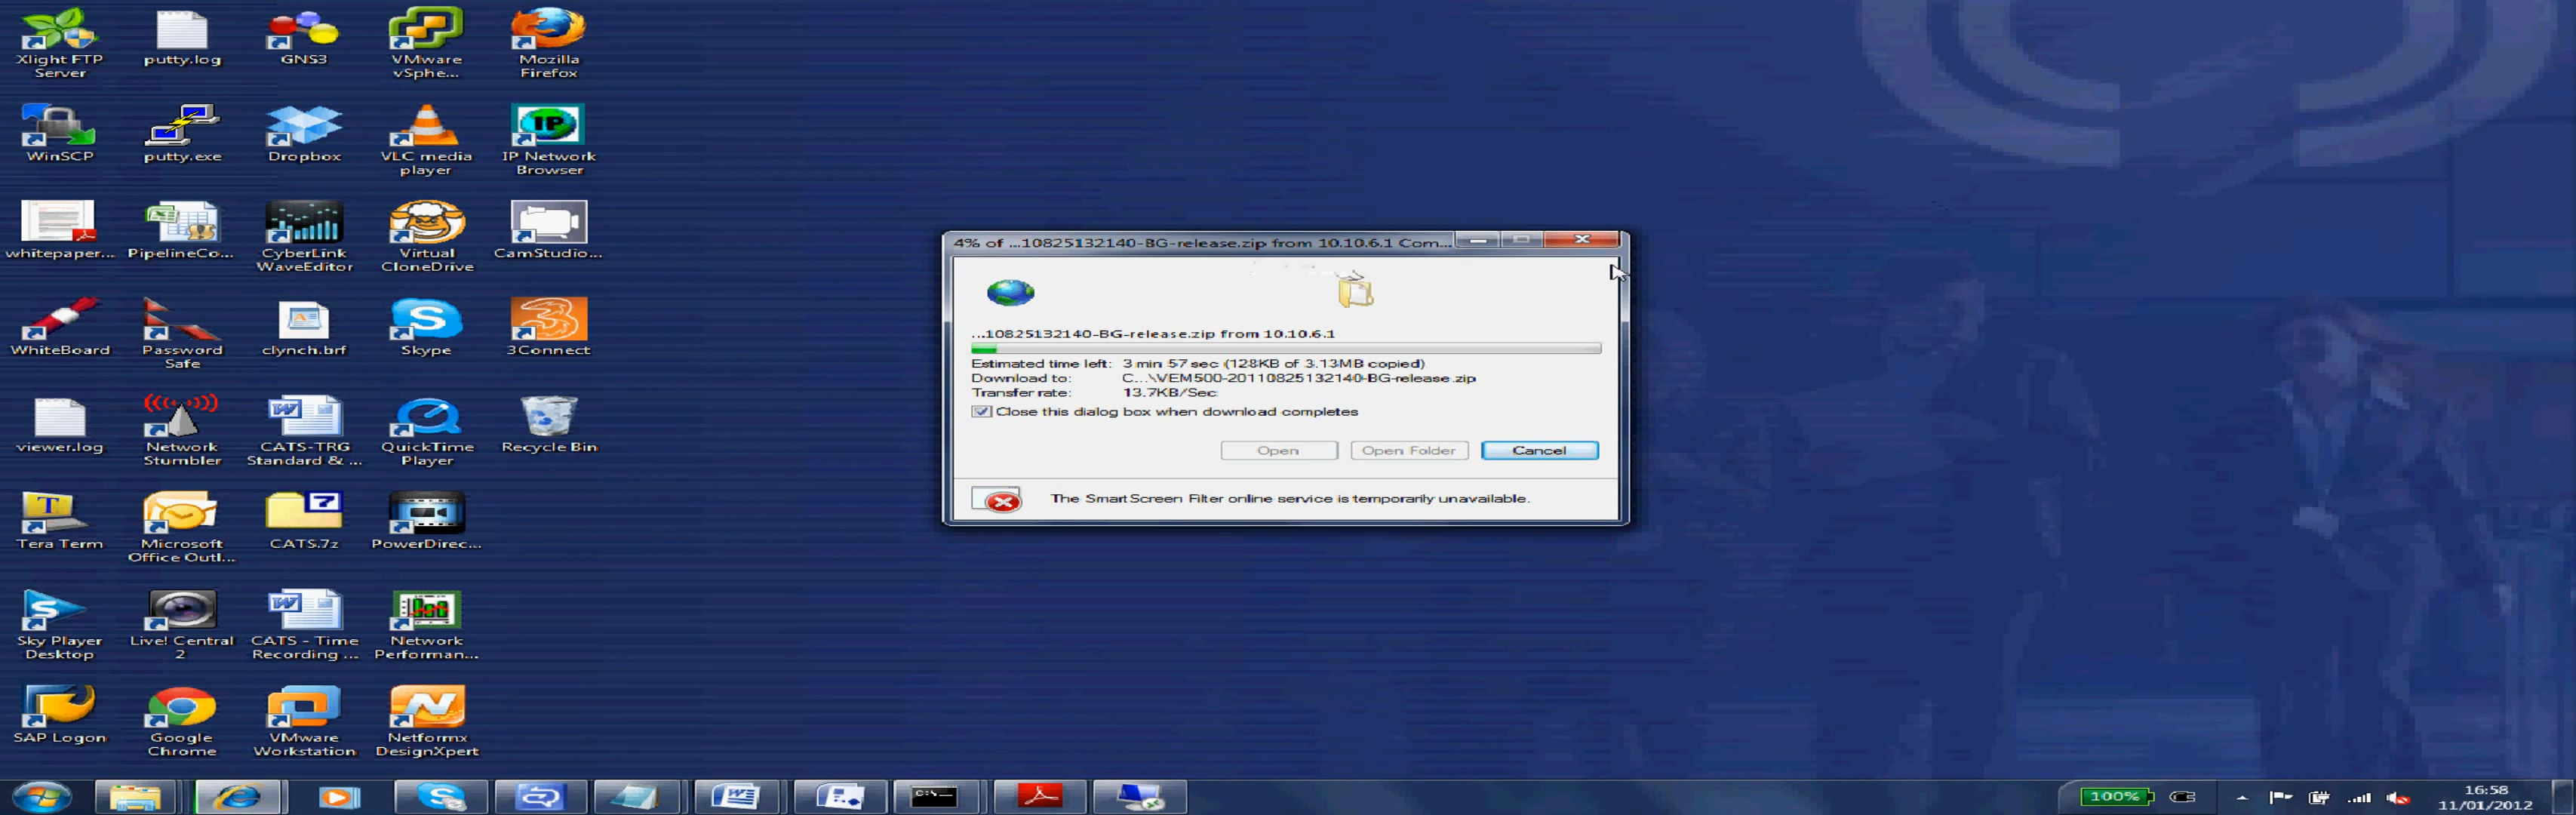 Xlight FTP
Server
putty.log
GNS3
VMware
vSphe...
Mozilla
Firefox
WinSCP
putty.exe
Dropbox
VLC media
player
IP
IP Network
Browser
whitepaper...
PipelineCo...
CyberLink
WaveEditor
Virtual
CloneDrive
CamStudio...
WhiteBoard
Password
Safe
clynch.brf
Skype
3Connect
viewer.log
Network
Stumbler
CATS-TRG
Standard & ...
QuickTime
Player
Recycle Bin
Tera Term
Microsoft
Office Outl...
CATS.7z
PowerDirec...
Sky Player
Desktop
Live! Central
2
CATS - Time
Recording ...
Network
Performan...
SAP Logon
Google
Chrome
VMware
Workstation
Netformx
DesignXpert
4% of ...10825132140-BG-release.zip from 10.10.6.1 Com...
...10825132140-BG-release.zip from 10.10.6.1
Estimated time left: 3 min 57 sec (128KB of 3.13MB copied)
Download to: C...\VEM500-20110825132140-BG-release.zip
Transfer rate: 13.7KB/Sec
Close this dialog box when download completes
Open
Open Folder
Cancel
The SmartScreen Filter online service is temporarily unavailable.
C:\
100%
16:58
11/01/2012